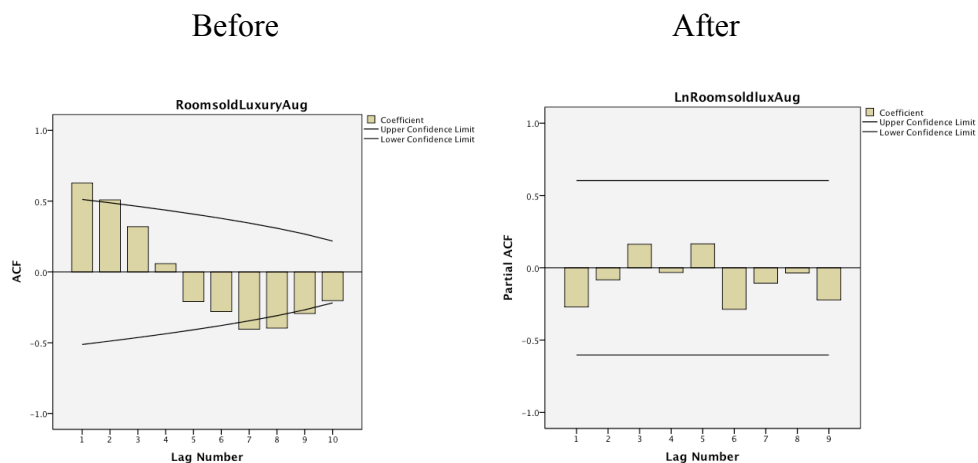 Before
After
RoomsoldLuxuryAug
Coefficient
Upper Confidence Limit
Lower Confidence Limit
1.0
0.5
0.0
-0.5
-1.0
ACF
1 2 3 4 5 6 7 8 9 10
Lag Number
LnRoomsoldluxAug
Coefficient
Upper Confidence Limit
Lower Confidence Limit
1.0
0.5
0.0
-0.5
-1.0
Partial ACF
1 2 3 4 5 6 7 8 9
Lag Number